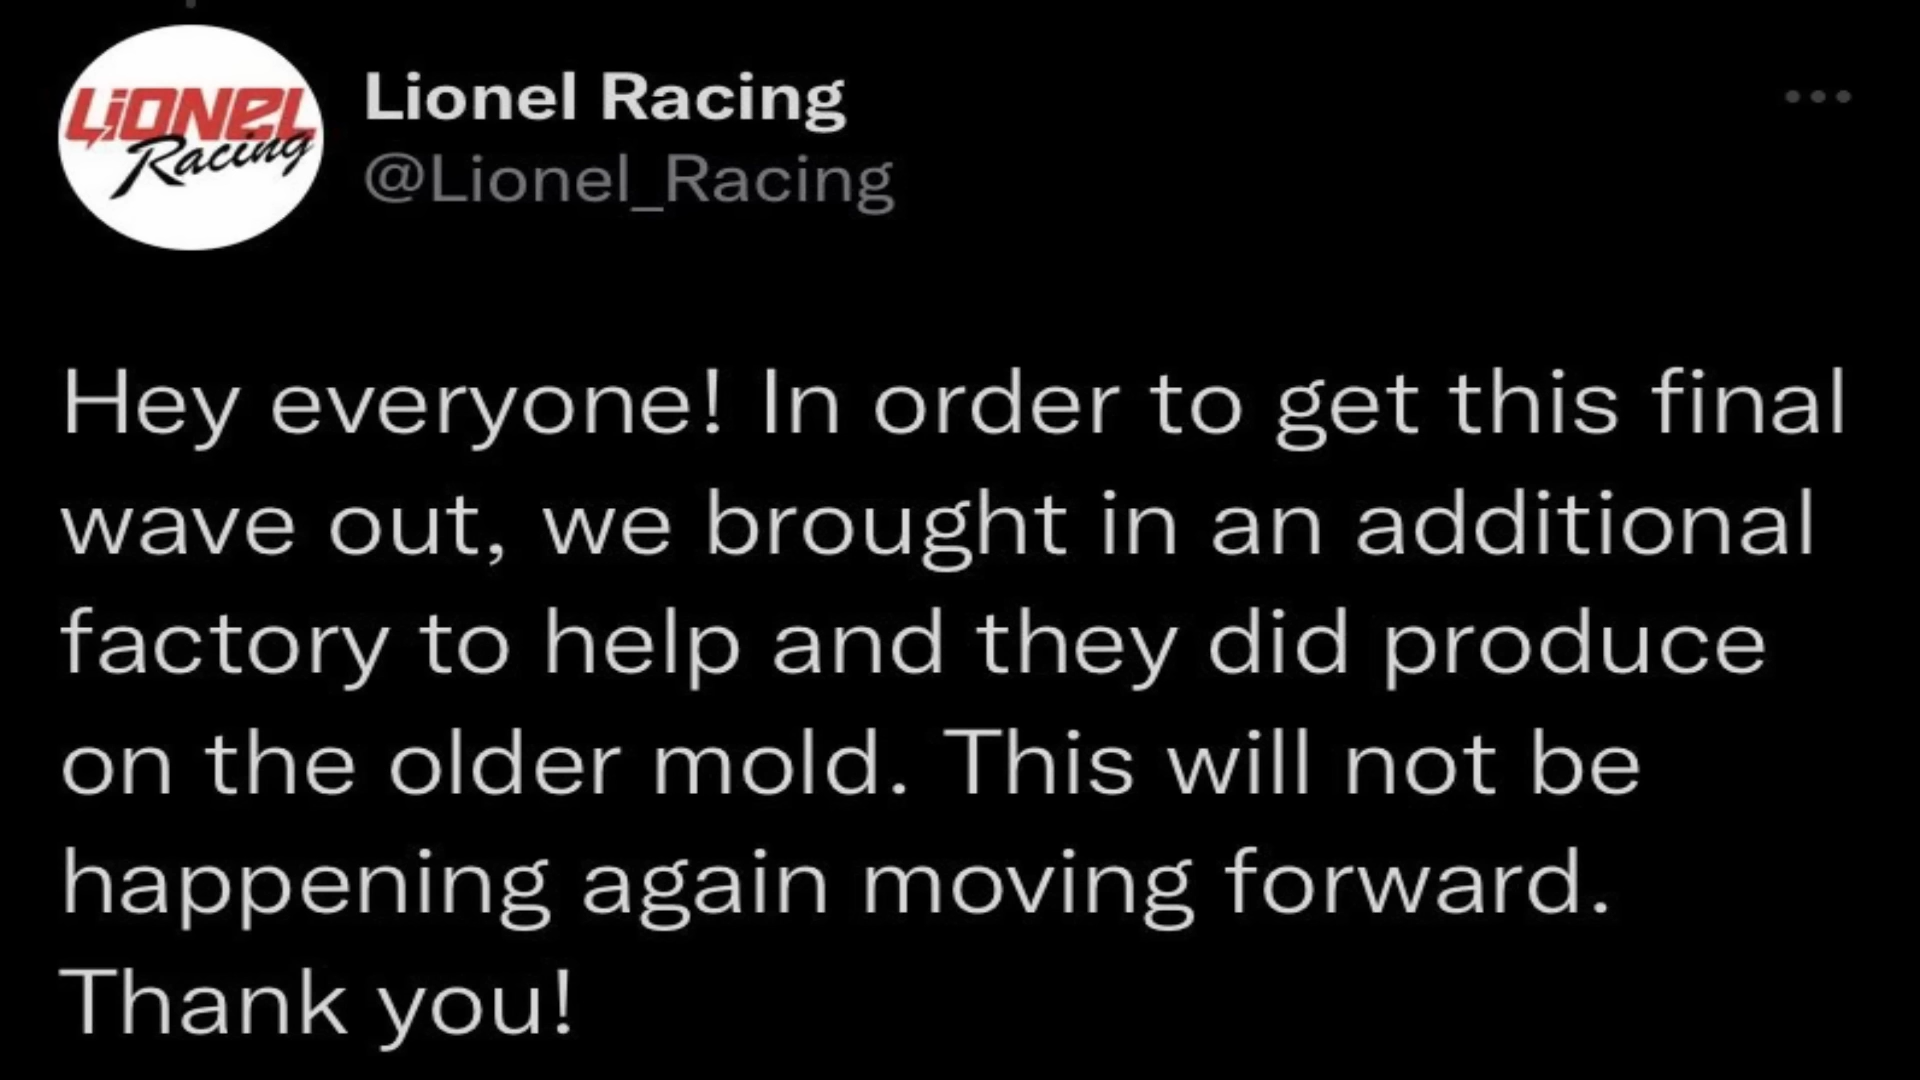 LIONEL
Racing
Lionel Racing
@Lionel_Racing
Hey everyone! In order to get this final
wave out, we brought in an additional
factory to help and they did produce
on the older mold. This will not be
happening again moving forward.
Thank you!